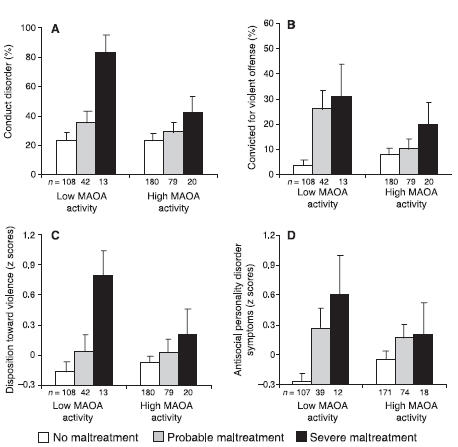 A
Conduct disorder (%)
100
80
60
40
20
0
n = 108 42 13
180 79 20
Low MAOA
activity
High MAOA
activity
B
Convicted for violent offense (%)
60
50
40
30
20
10
0
n = 108 42 13
180 79 20
Low MAOA
activity
High MAOA
activity
C
Disposition toward violence (z scores)
1,2
0,9
0,6
0.3
0
−0.3
n = 108 42 13
180 79 20
Low MAOA
activity
High MAOA
activity
D
Antisocial personality disorder
symptoms (z scores)
1,2
0,9
0,6
0.3
0
−0.3
n = 107 39 12
171 74 18
Low MAOA
activity
High MAOA
activity
No maltreatment Probable maltreatment Severe maltreatment